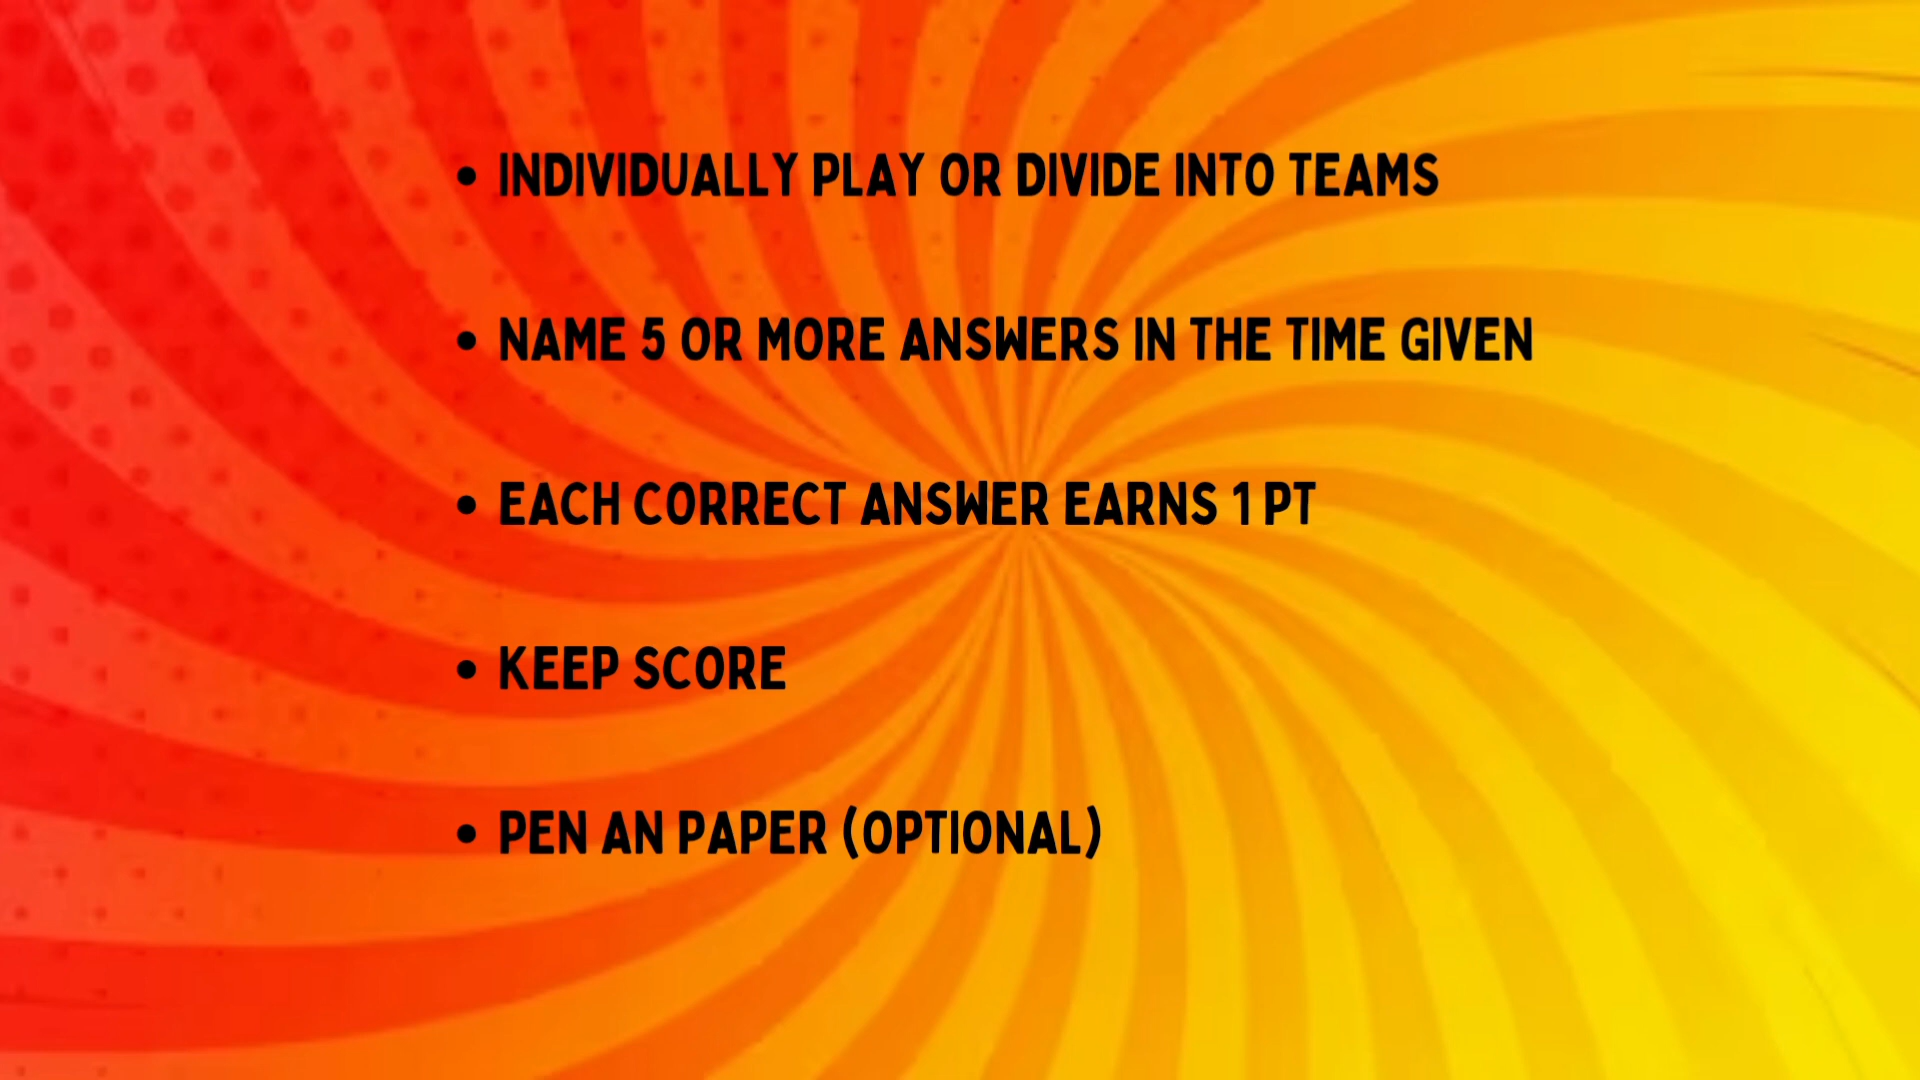 • INDIVIDUALLY PLAY OR DIVIDE INTO TEAMS
• NAME 5 OR MORE ANSWERS IN THE TIME GIVEN
• EACH CORRECT ANSWER EARNS 1 PT
• KEEP SCORE
• PEN AN PAPER (OPTIONAL)